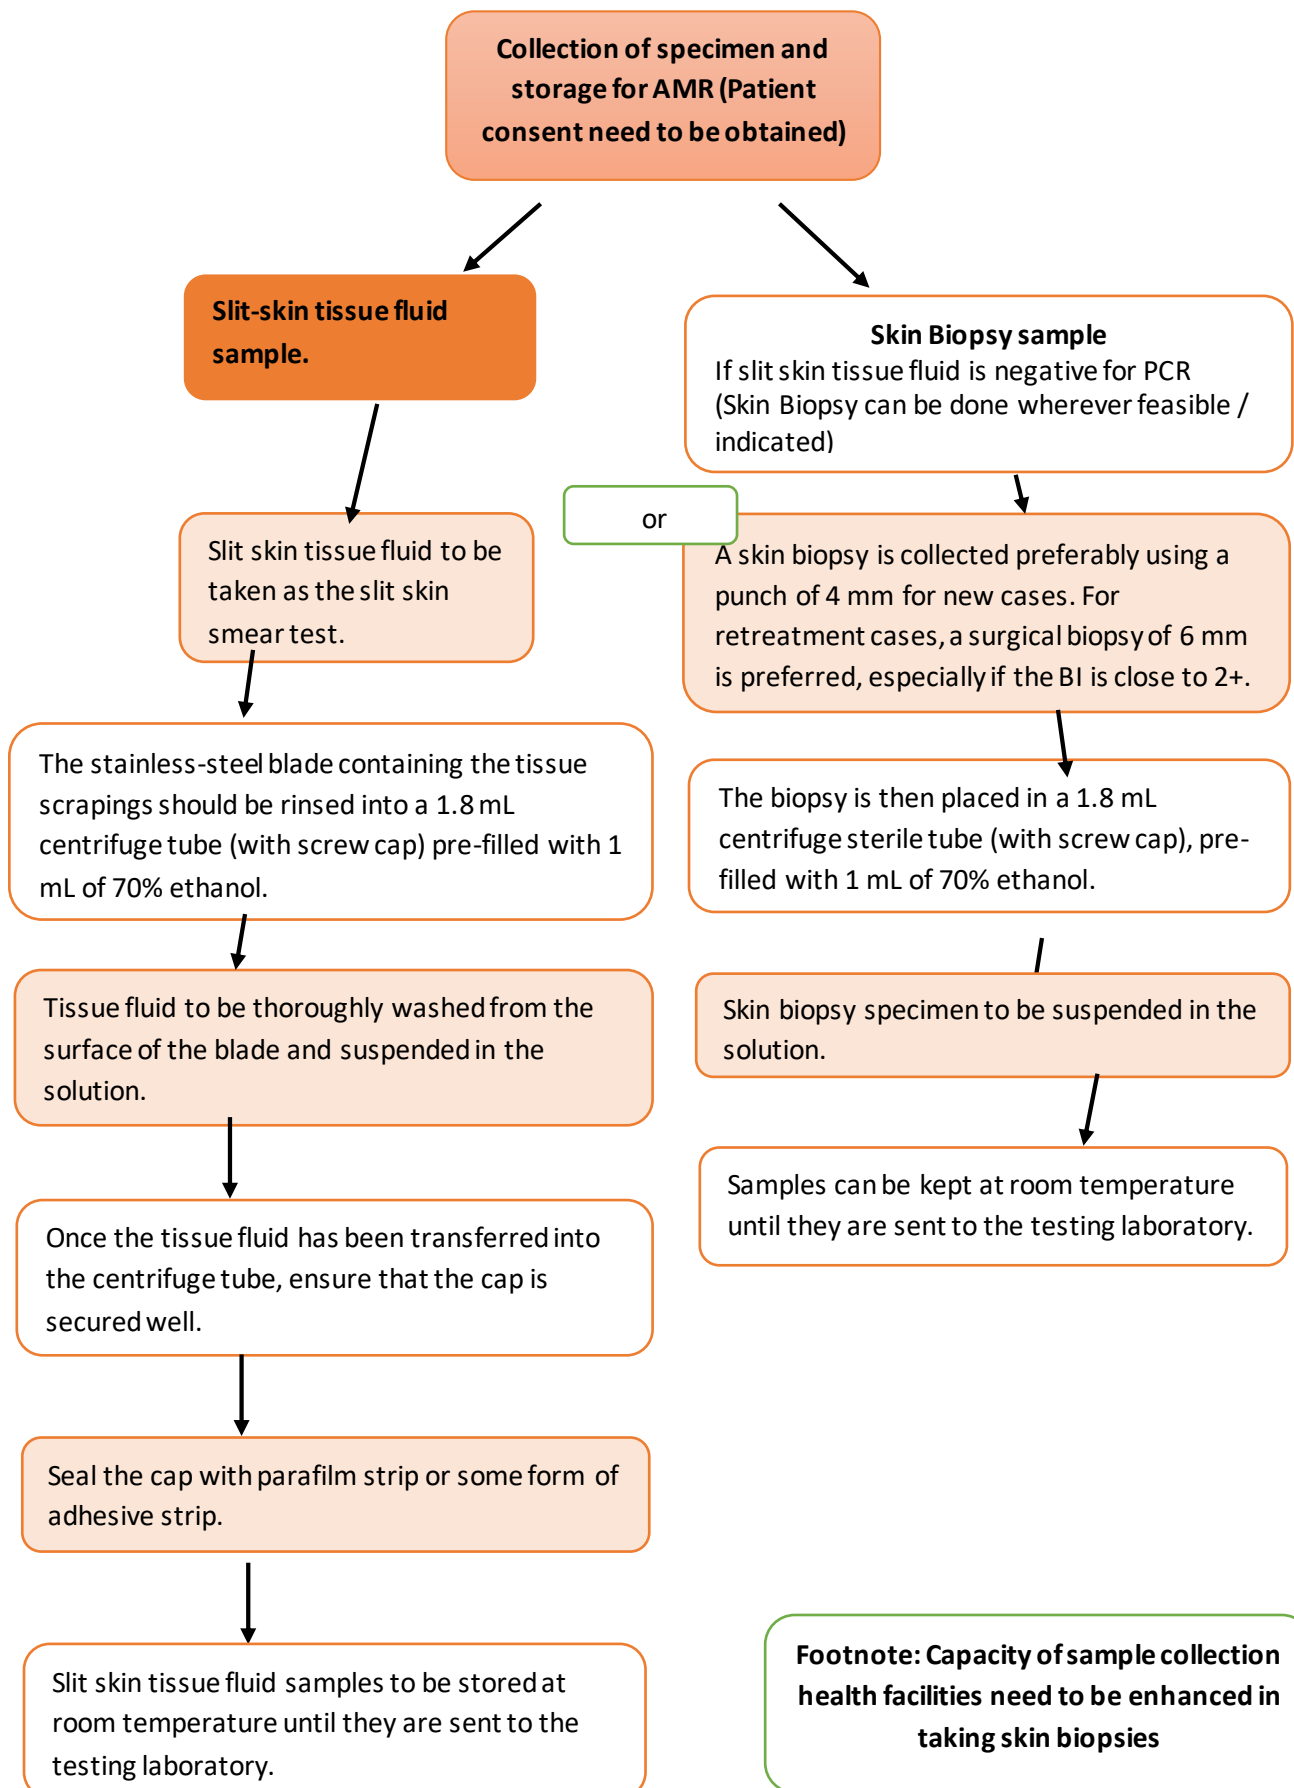 Collection of specimen and
storage for AMR (Patient
consent need to be obtained)
Slit-skin tissue fluid
sample.
Slit skin tissue fluid to be
taken as the slit skin
smear test.
The stainless-steel blade containing the tissue
scrapings should be rinsed into a 1.8 mL
centrifuge tube (with screw cap) pre-filled with 1
mL of 70% ethanol.
Tissue fluid to be thoroughly washed from the
surface of the blade and suspended in the
solution.
Once the tissue fluid has been transferred into
the centrifuge tube, ensure that the cap is
secured well.
Seal the cap with parafilm strip or some form of
adhesive strip.
Slit skin tissue fluid samples to be stored at
room temperature until they are sent to the
testing laboratory.
or
Skin Biopsy sample
If slit skin tissue fluid is negative for PCR
(Skin Biopsy can be done wherever feasible /
indicated)
A skin biopsy is collected preferably using a
punch of 4 mm for new cases. For
retreatment cases, a surgical biopsy of 6 mm
is preferred, especially if the BI is close to 2+.
The biopsy is then placed in a 1.8 mL
centrifuge sterile tube (with screw cap), pre-
filled with 1 mL of 70% ethanol.
Skin biopsy specimen to be suspended in the
solution.
Samples can be kept at room temperature
until they are sent to the testing laboratory.
Footnote: Capacity of sample collection
health facilities need to be enhanced in
taking skin biopsies